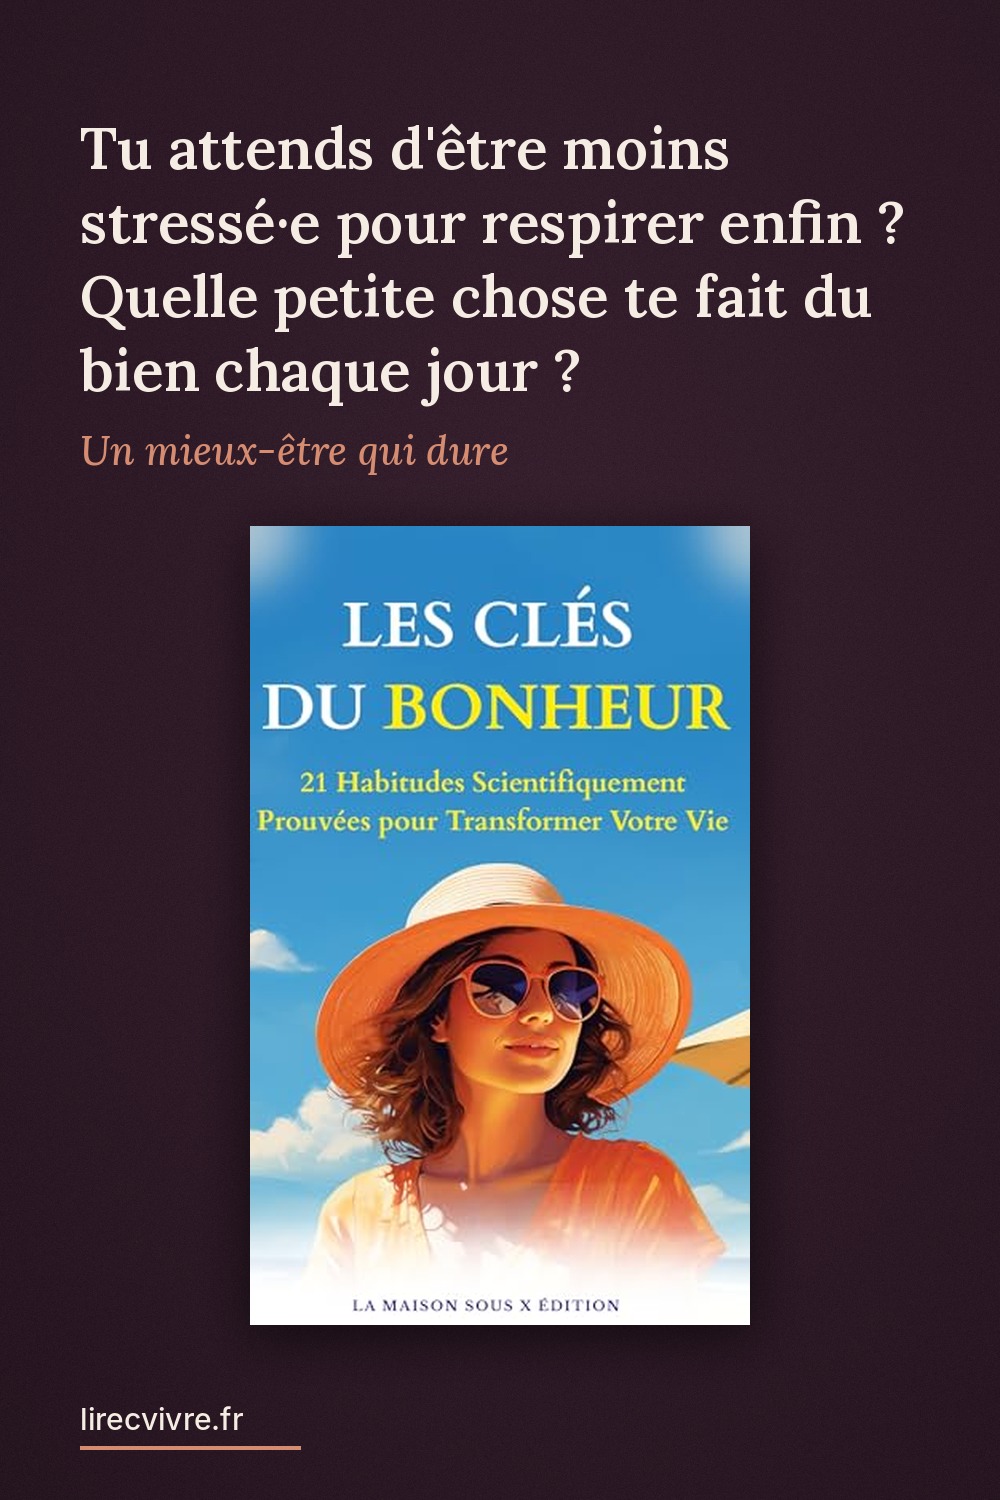 Tu attends d'être moins
stressé·e pour respirer enfin ?
Quelle petite chose te fait du
bien chaque jour ?
Un mieux-être qui dure
LES CLÉS
DU BONHEUR
21 Habitudes Scientifiquement
Prouvées pour Transformer Votre Vie
LA MAISON SOUS X ÉDITION
lirecvivre.fr